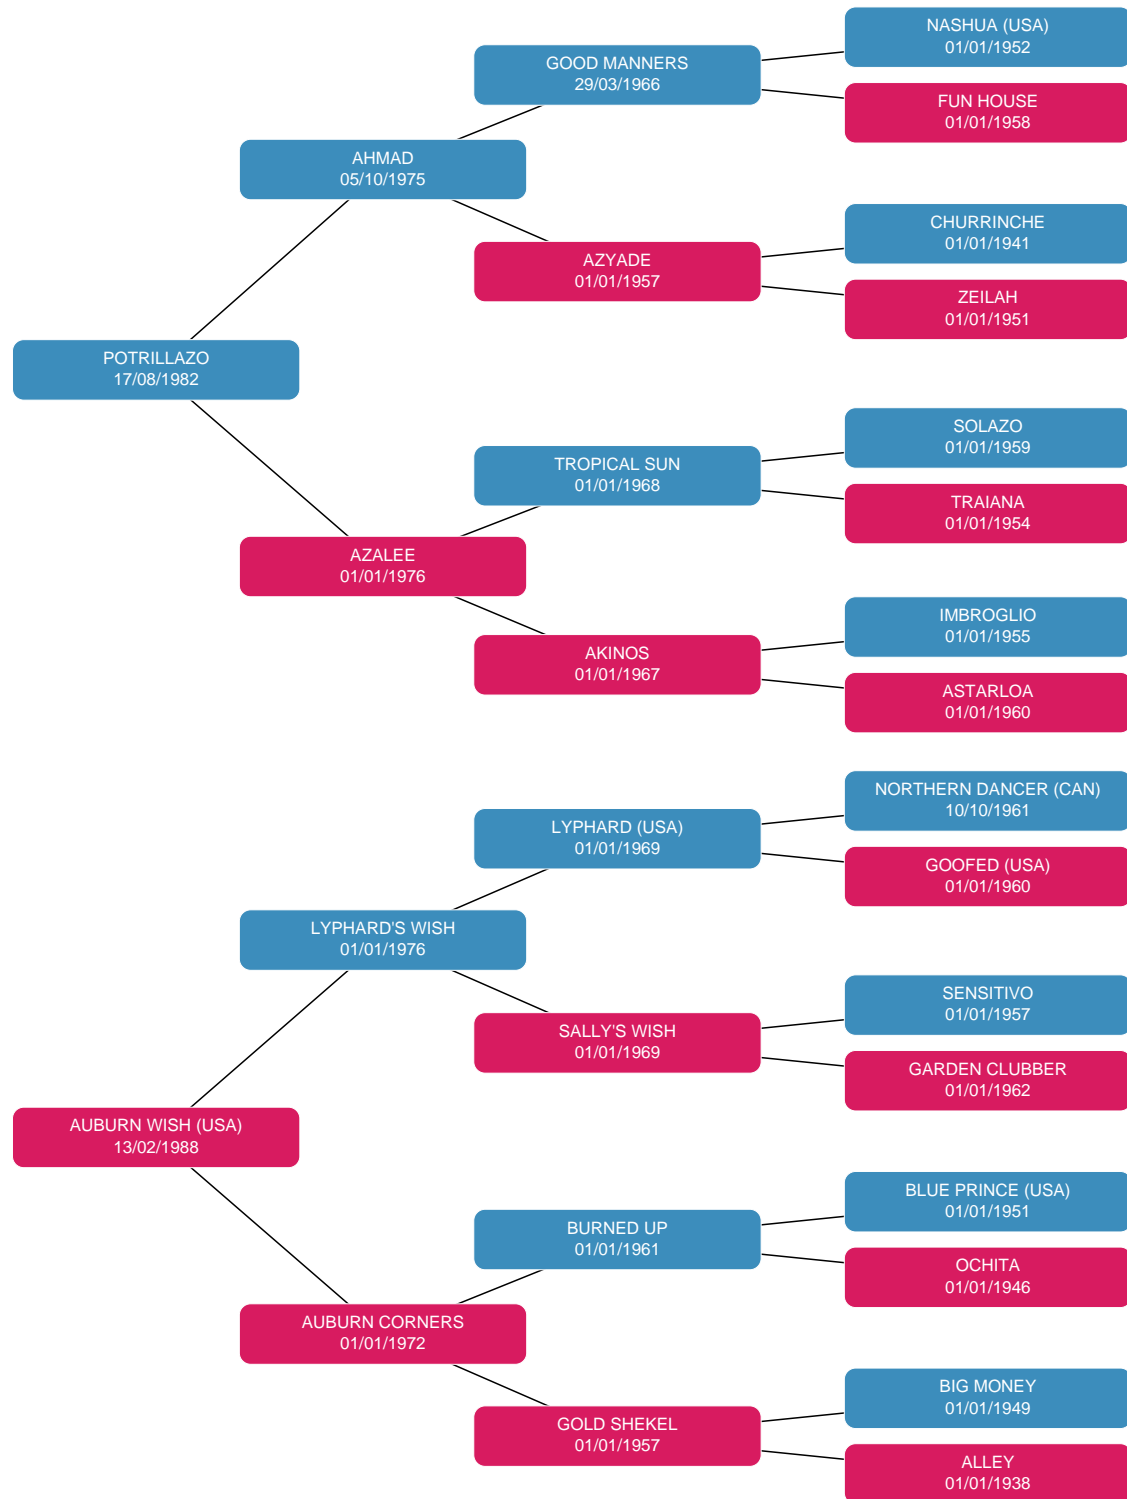 NASHUA (USA)
01/01/1952
GOOD MANNERS
29/03/1966
FUN HOUSE
01/01/1958
AHMAD
05/10/1975
CHURRINCHE
01/01/1941
AZYADE
01/01/1957
ZEILAH
01/01/1951
POTRILLAZO
17/08/1982
SOLAZO
01/01/1959
TROPICAL SUN
01/01/1968
TRAIANA
01/01/1954
AZALEE
01/01/1976
IMBROGLIO
01/01/1955
AKINOS
01/01/1967
ASTARLOA
01/01/1960
NORTHERN DANCER (CAN)
10/10/1961
LYPHARD (USA)
01/01/1969
GOOFED (USA)
01/01/1960
LYPHARD'S WISH
01/01/1976
SENSITIVO
01/01/1957
SALLY'S WISH
01/01/1969
GARDEN CLUBBER
01/01/1962
AUBURN WISH (USA)
13/02/1988
BLUE PRINCE (USA)
01/01/1951
BURNED UP
01/01/1961
OCHITA
01/01/1946
AUBURN CORNERS
01/01/1972
BIG MONEY
01/01/1949
GOLD SHEKEL
01/01/1957
ALLEY
01/01/1938